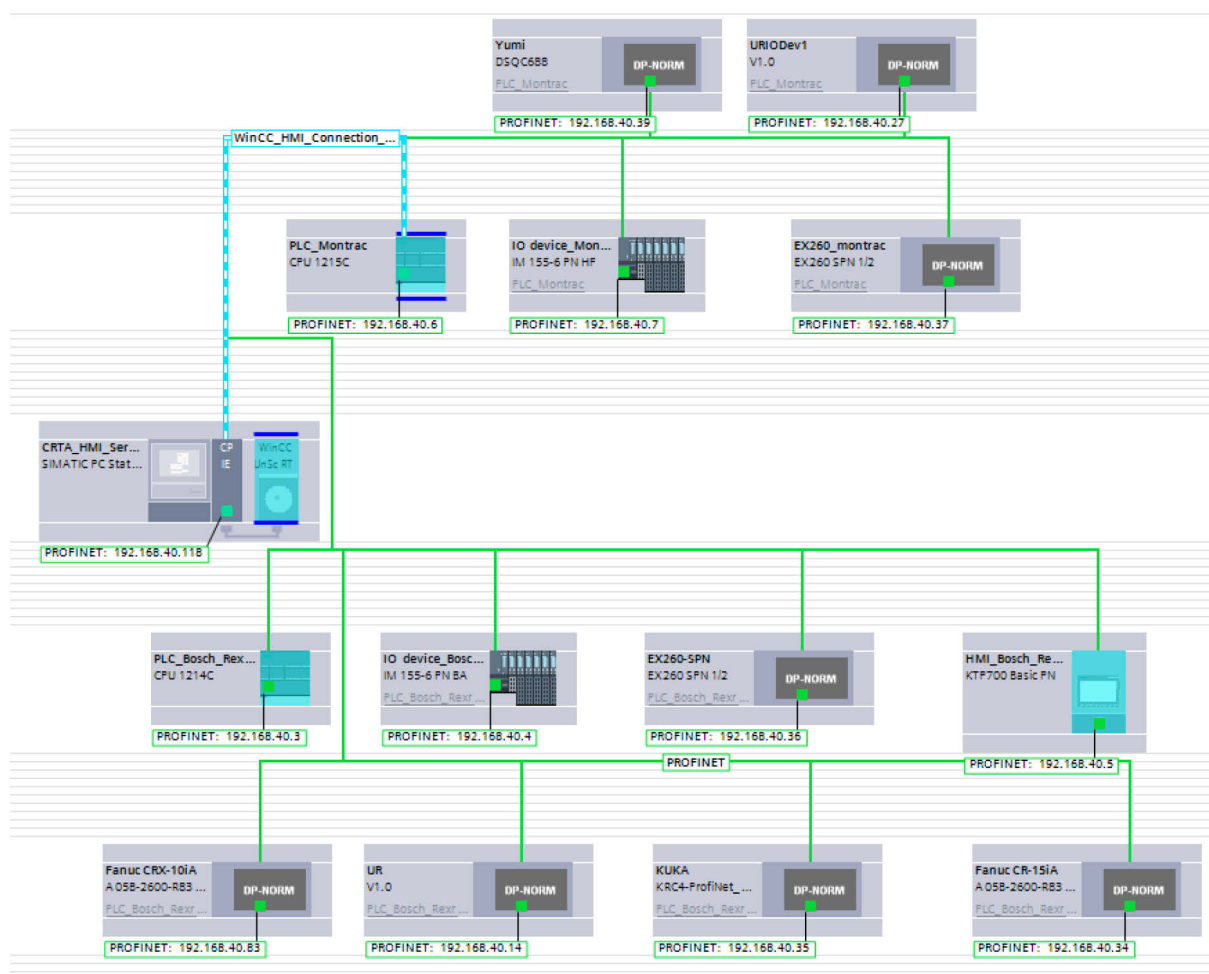 Yumi
DSQC688
PLC_Montrac
DP-NORM
PROFINET: 192.168.40.39
URIODev1
V1.0
PLC_Montrac
DP-NORM
PROFINET: 192.168.40.27
WinCC_HMI_Connection_...
PLC_Montrac
CPU 1215C
PROFINET: 192.168.40.6
IO device_Mon...
IM 155-6 PN HF
PLC_Montrac
PROFINET: 192.168.40.7
EX260_montrac
EX260 SPN 1/2
PLC_Montrac
DP-NORM
PROFINET: 192.168.40.37
CRTA_HMI_Ser...
SIMATIC PC Stat...
CP
IE
WinCC
UnSc RT
PROFINET: 192.168.40.118
PLC_Bosch_Rex...
CPU 1214C
PROFINET: 192.168.40.3
IO device_Bosc...
IM 155-6 PN BA
PLC_Bosch_Rexr...
PROFINET: 192.168.40.4
EX260-SPN
EX260 SPN 1/2
PLC_Bosch_Rexr...
DP-NORM
PROFINET: 192.168.40.36
HMI_Bosch_Re...
KTP700 Basic PN
PROFINET: 192.168.40.5
PROFINET
Fanuc CRX-10iA
A05B-2600-R83 ...
PLC_Bosch_Rexr...
DP-NORM
PROFINET: 192.168.40.83
UR
V1.0
PLC_Bosch_Rexr...
DP-NORM
PROFINET: 192.168.40.14
KUKA
KRC4-ProfiNet_...
PLC_Bosch_Rexr...
DP-NORM
PROFINET: 192.168.40.35
Fanuc CR-15iA
A05B-2600-R83 ...
PLC_Bosch_Rexr...
DP-NORM
PROFINET: 192.168.40.34